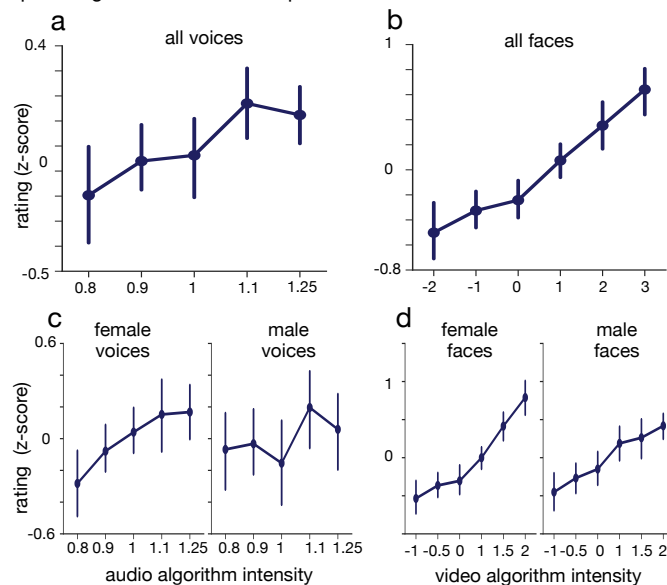 a
all voices
0.4
0
-0.5
rating (z-score)
0.8 0.9 1 1.1 1.25
b
all faces
1
0
-0.8
-2 -1 0 1 2 3
c
female voices
male voices
0.6
0
-0.6
rating (z-score)
0.8 0.9 1 1.1 1.25
0.8 0.9 1 1.1 1.25
audio algorithm intensity
d
female faces
male faces
1
0
-1 -0.5 0 1 1.5 2
-1 -0.5 0 1 1.5 2
video algorithm intensity